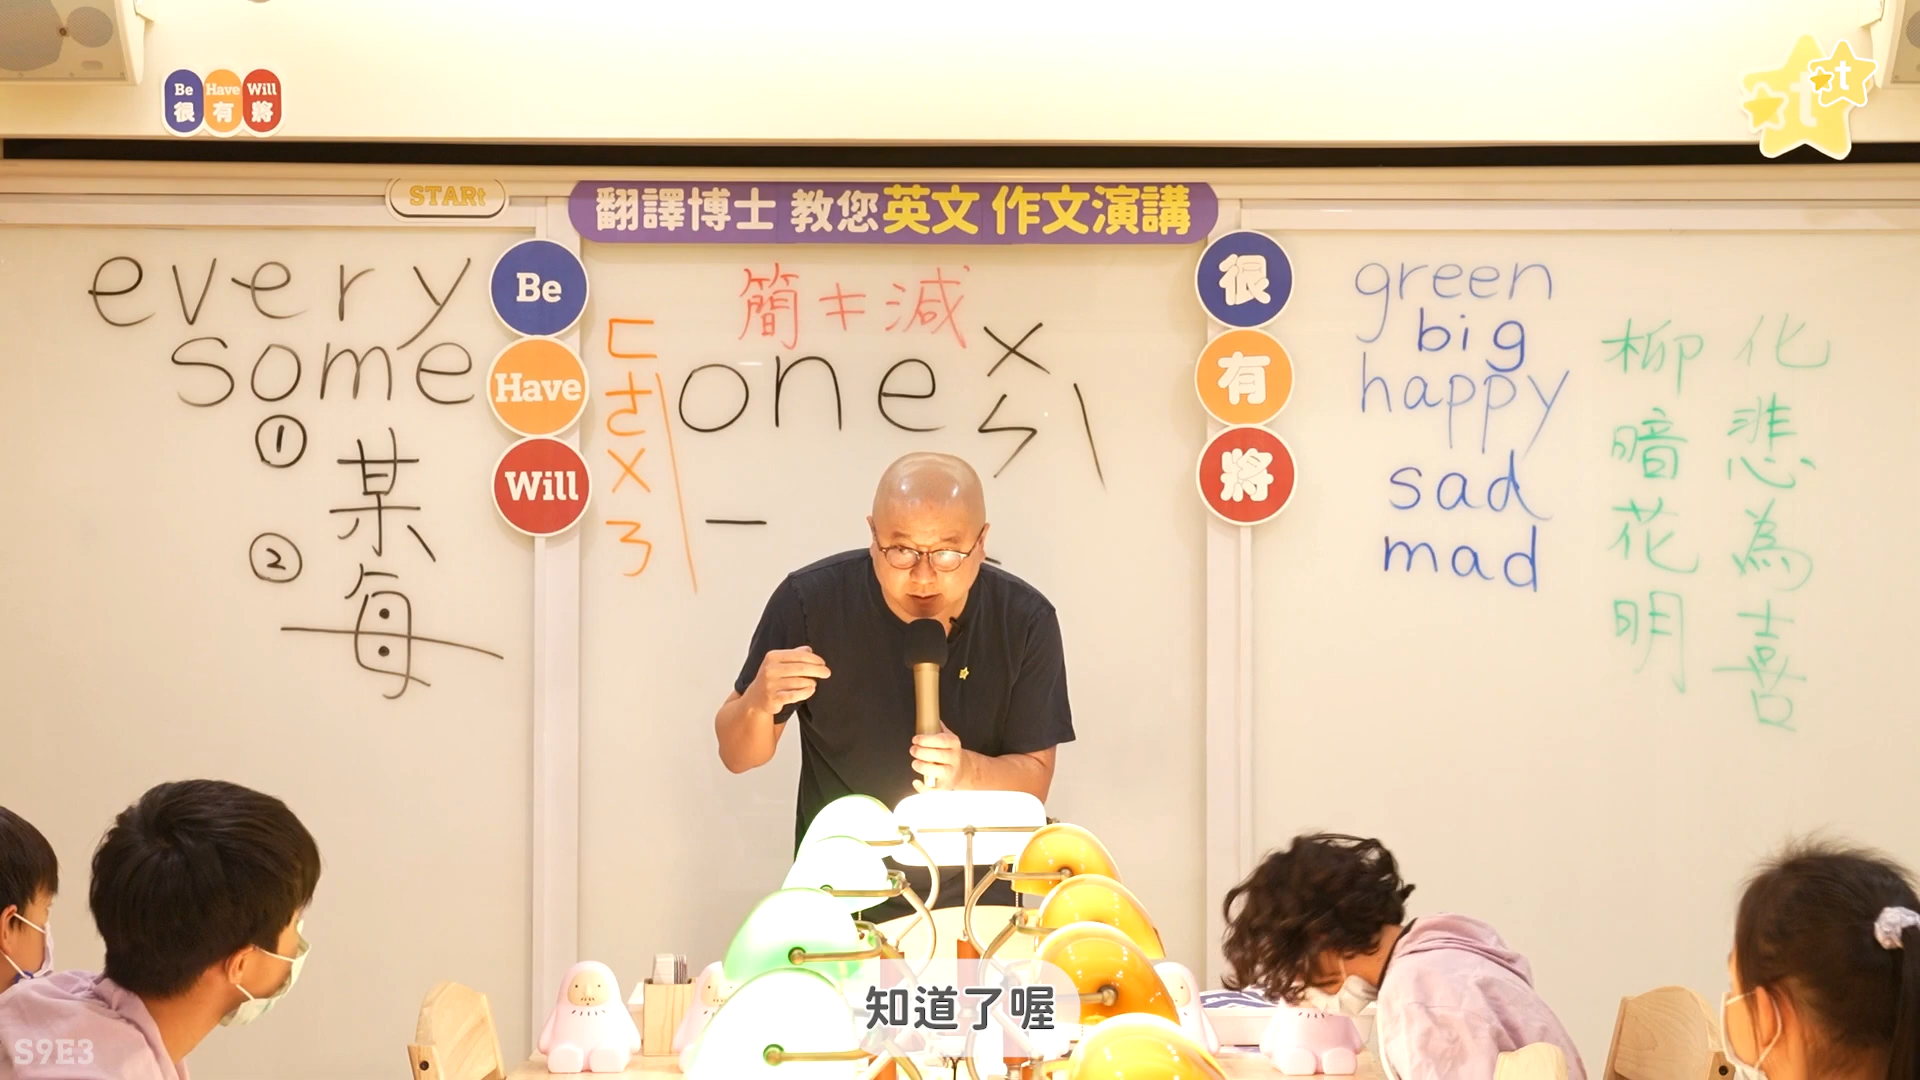 Be Have Will
很 有 將
t
STARt
翻譯博士 教您英文 作文演講
every
some
①
某
②
每
Be
Have
Will
簡キ減
one
一
很
有
將
green
big
happy
sad
mad
柳暗花明
化悲為喜
知道了喔
S9E3